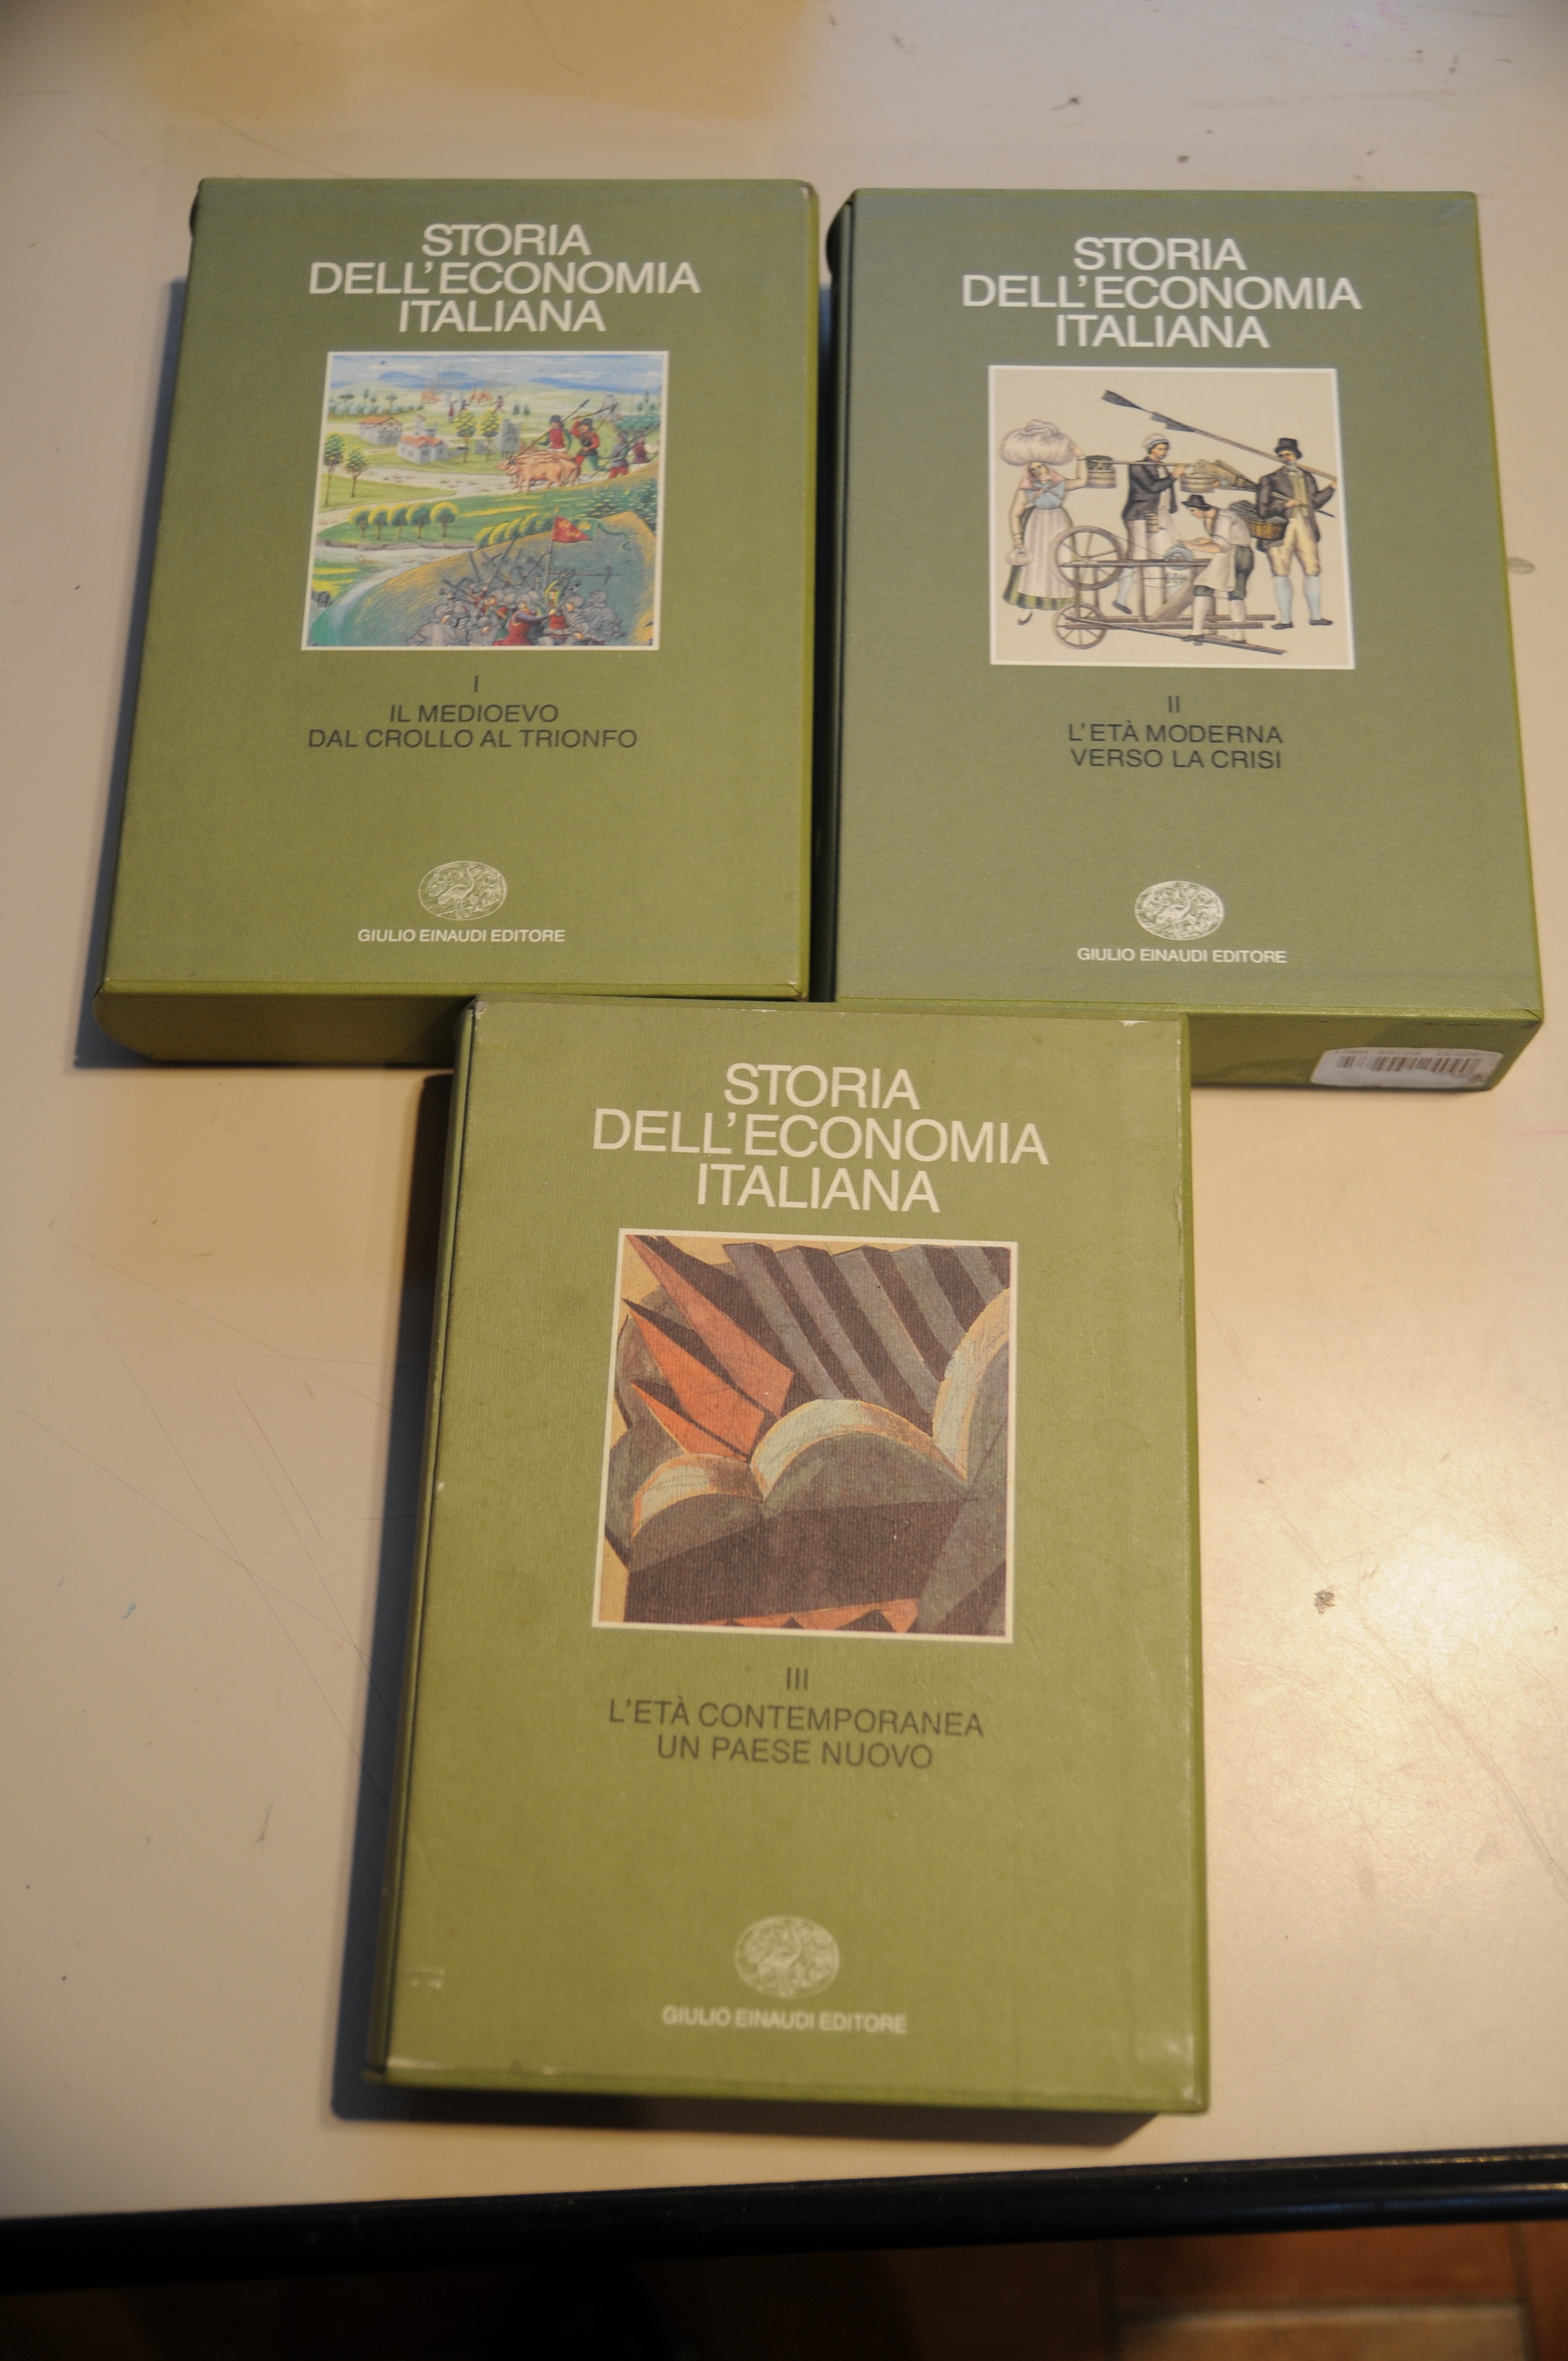 STORIA
DELL'ECONOMIA
ITALIANA
I
IL MEDIOEVO
DAL CROLLO AL TRIONFO
GIULIO EINAUDI EDITORE
STORIA
DELL'ECONOMIA
ITALIANA
II
L'ETÀ MODERNA
VERSO LA CRISI
GIULIO EINAUDI EDITORE
STORIA
DELL'ECONOMIA
ITALIANA
III
L'ETÀ CONTEMPORANEA
UN PAESE NUOVO
GIULIO EINAUDI EDITORE